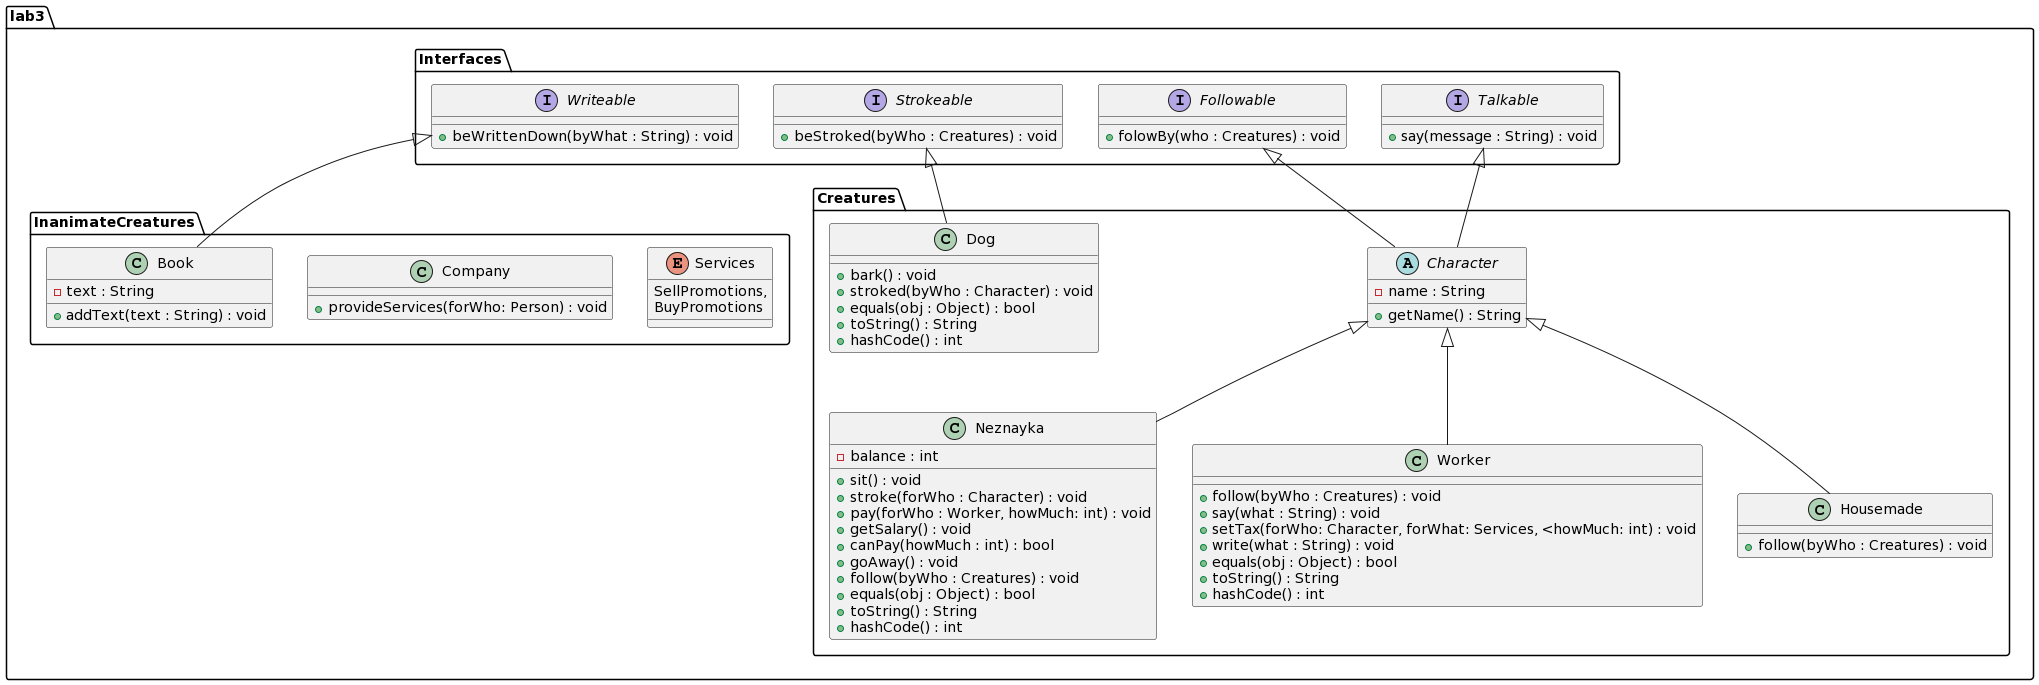 lab3
Interfaces
I Writeable
beWrittenDown(byWhat : String) : void
I Strokeable
beStroked(byWho : Creatures) : void
I Followable
folowBy(who : Creatures) : void
I Talkable
say(message : String) : void
InanimateCreatures
C Book
text : String
addText(text : String) : void
C Company
provideServices(forWho: Person) : void
E Services
SellPromotions,
BuyPromotions
Creatures
C Dog
bark() : void
stroked(byWho : Character) : void
equals(obj : Object) : bool
toString() : String
hashCode() : int
A Character
name : String
getName() : String
C Neznayka
balance : int
sit() : void
stroke(forWho : Character) : void
pay(forWho : Worker, howMuch: int) : void
getSalary() : void
canPay(howMuch : int) : bool
goAway() : void
follow(byWho : Creatures) : void
equals(obj : Object) : bool
toString() : String
hashCode() : int
C Worker
follow(byWho : Creatures) : void
say(what : String) : void
setTax(forWho: Character, forWhat: Services, <howMuch: int) : void
write(what : String) : void
equals(obj : Object) : bool
toString() : String
hashCode() : int
C Housemade
follow(byWho : Creatures) : void